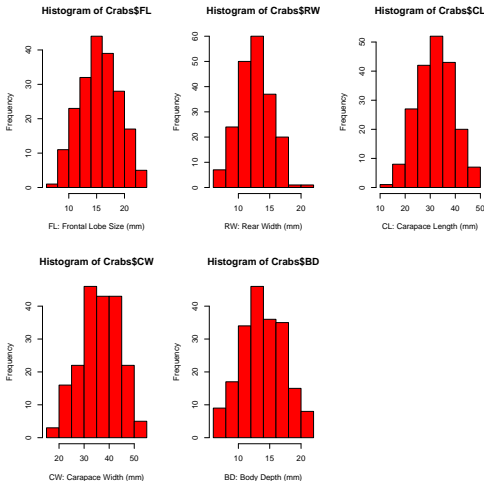 Histogram of Crabs$FL
Frequency
0 10 20 30 40
10 15 20
FL: Frontal Lobe Size (mm)
Histogram of Crabs$RW
Frequency
0 10 20 30 40 50 60
10 15 20
RW: Rear Width (mm)
Histogram of Crabs$CL
Frequency
0 10 20 30 40 50
10 20 30 40 50
CL: Carapace Length (mm)
Histogram of Crabs$CW
Frequency
0 10 20 30 40
20 30 40 50
CW: Carapace Width (mm)
Histogram of Crabs$BD
Frequency
0 10 20 30 40
10 15 20
BD: Body Depth (mm)